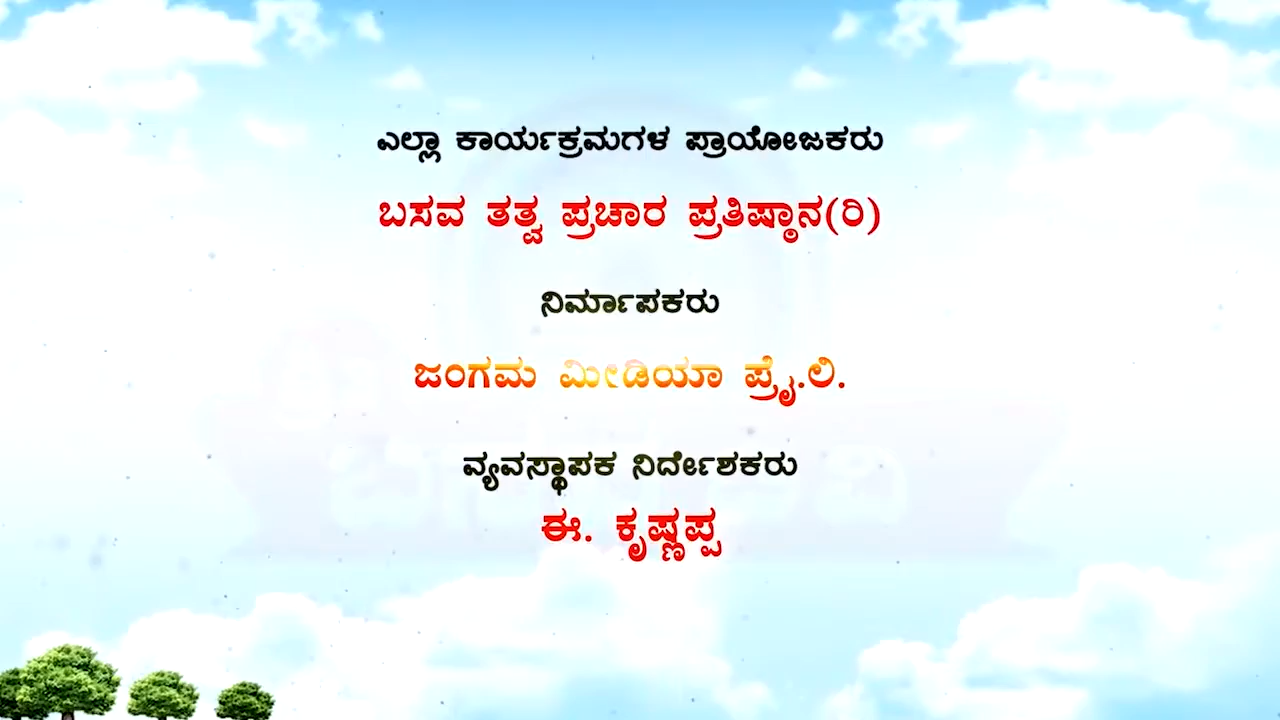 ಎಲ್ಲಾ ಕಾರ್ಯಕ್ರಮಗಳ ಪ್ರಾಯೋಜಕರು
ಬಸವ ತತ್ವ ಪ್ರಚಾರ ಪ್ರತಿಷ್ಠಾನ(ರಿ)
ನಿರ್ಮಾಪಕರು
ಜಂಗಮ ಮೀಡಿಯಾ ಪ್ರೈ.ಲಿ.
ವ್ಯವಸ್ಥಾಪಕ ನಿರ್ದೇಶಕರು
ಈ. ಕೃಷ್ಣಪ್ಪ